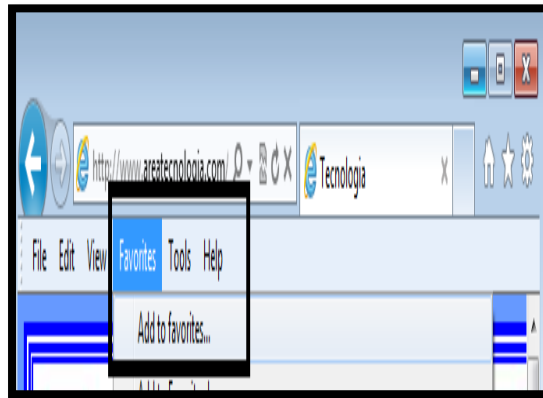 http://www.areatecnologia.com/
Tecnologia
File Edit View Favorites Tools Help
Add to favorites...